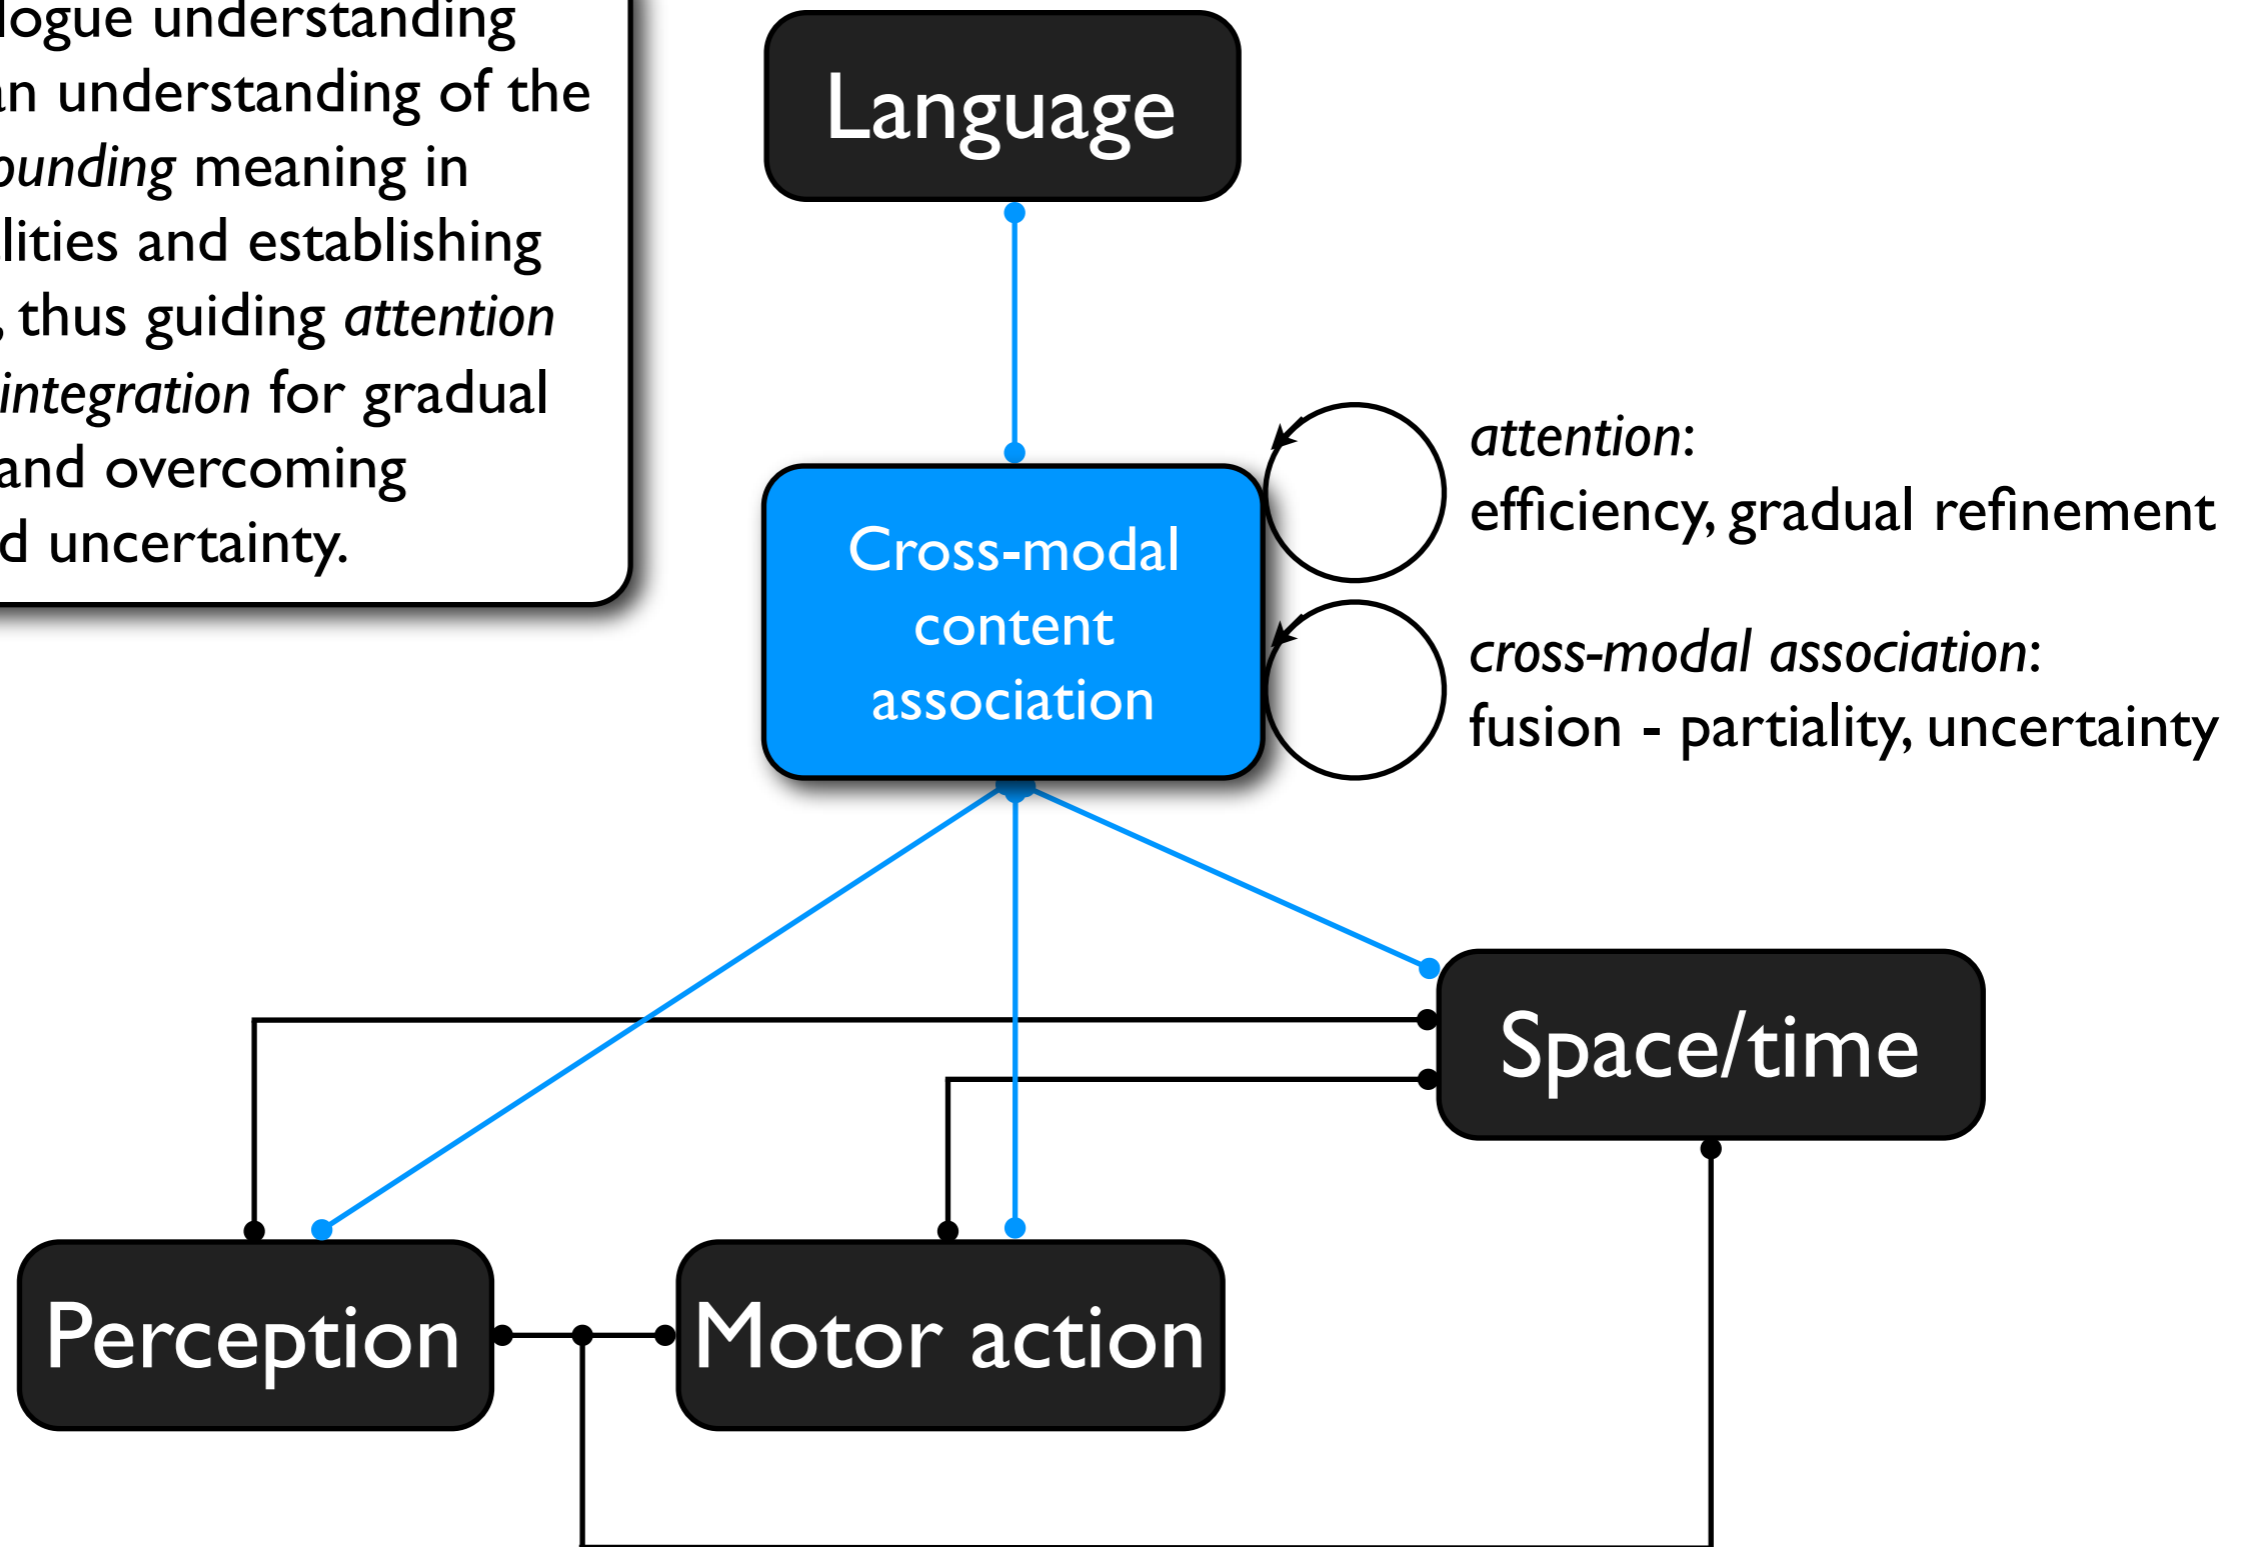 logue understanding
an understanding of the
ounding meaning in
lities and establishing
, thus guiding attention
integration for gradual
and overcoming
d uncertainty.
Language
attention:
efficiency, gradual refinement
Cross-modal
content
association
cross-modal association:
fusion - partiality, uncertainty
Space/time
Perception
Motor action